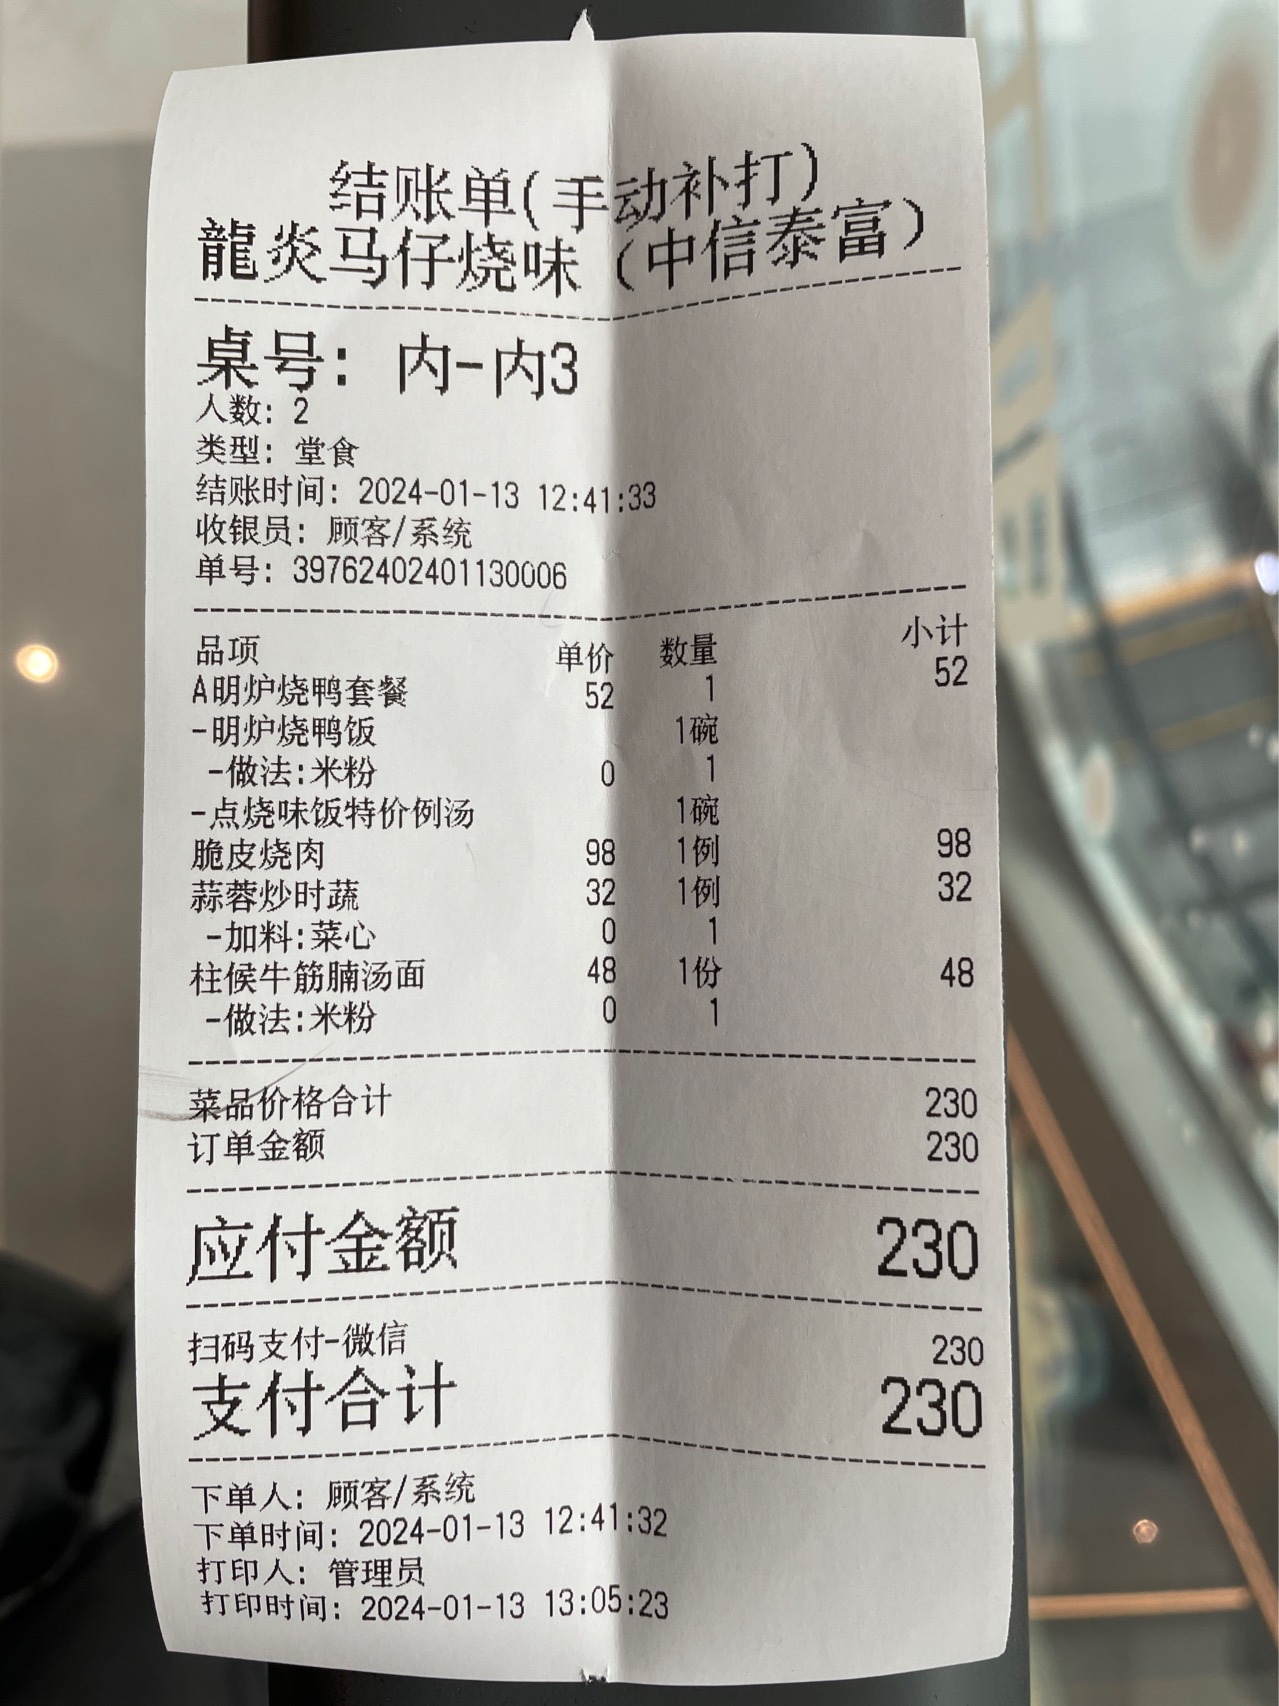 结账单(手动补打)
龍炎马仔烧味（中信泰富）
桌号: 内-内3
人数: 2
类型: 堂食
结账时间: 2024-01-13 12:41:33
收银员: 顾客/系统
单号: 39762402401130006
品项 单价 数量 小计
A明炉烧鸭套餐 52 1 52
-明炉烧鸭饭 1碗
-做法:米粉 0 1
-点烧味饭特价例汤 1碗
脆皮烧肉 98 1例 98
蒜蓉炒时蔬 32 1例 32
-加料:菜心 0 1
柱候牛筋腩汤面 48 1份 48
-做法:米粉 0 1
菜品价格合计 230
订单金额 230
应付金额 230
扫码支付-微信 230
支付合计 230
下单人: 顾客/系统
下单时间: 2024-01-13 12:41:32
打印人: 管理员
打印时间: 2024-01-13 13:05:23